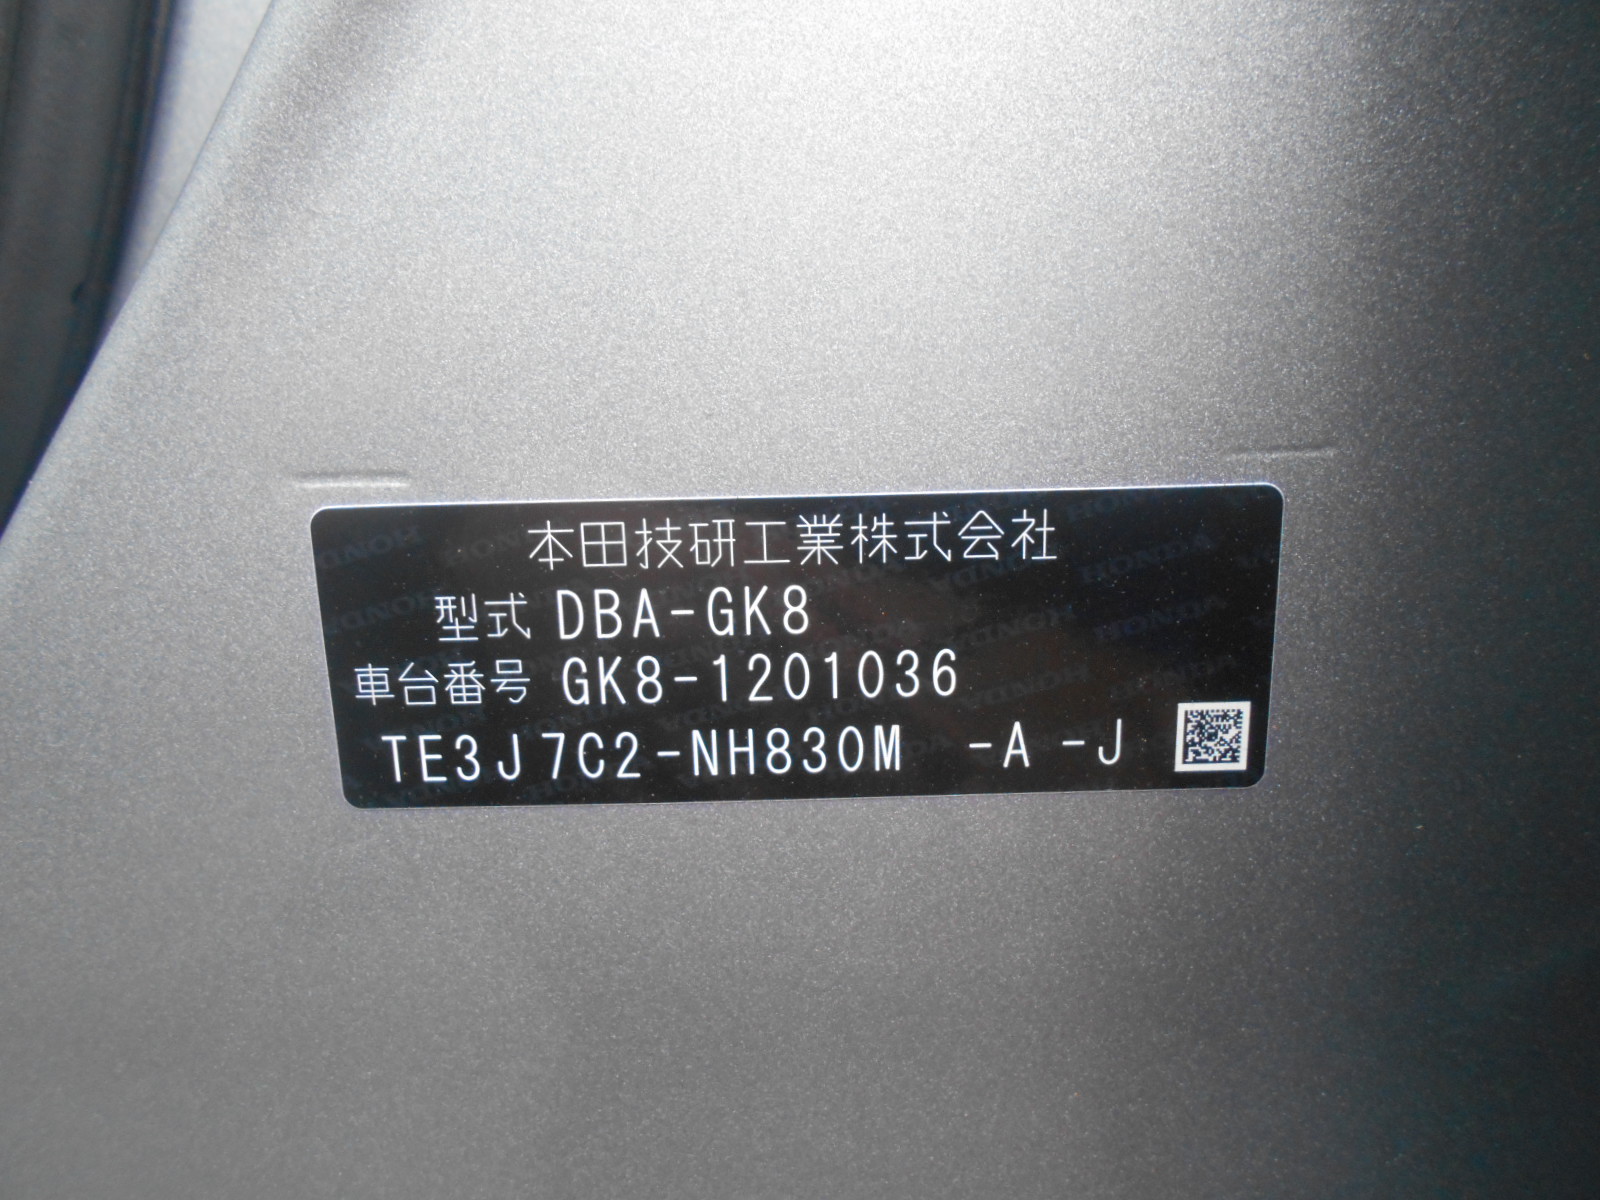 本田技研工業株式会社
型式 DBA-GK8
車台番号 GK8-1201036
TE3J7C2-NH830M -A -J